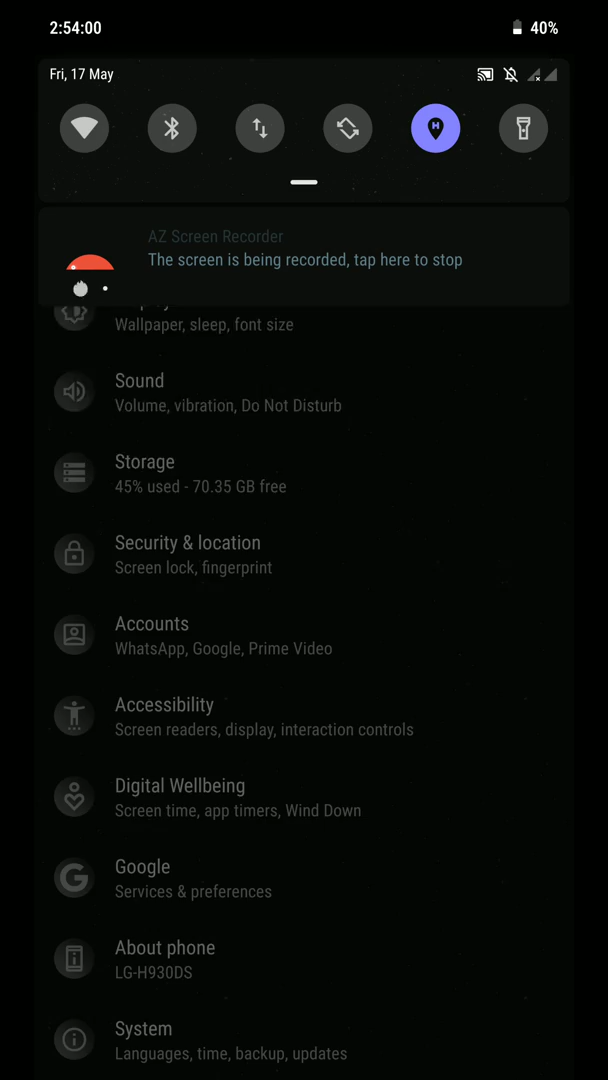 2:54:00
40%
Fri, 17 May
H
AZ Screen Recorder
The screen is being recorded, tap here to stop
Wallpaper, sleep, font size
Sound
Volume, vibration, Do Not Disturb
Storage
45% used - 70.35 GB free
Security & location
Screen lock, fingerprint
Accounts
WhatsApp, Google, Prime Video
Accessibility
Screen readers, display, interaction controls
Digital Wellbeing
Screen time, app timers, Wind Down
Google
Services & preferences
About phone
LG-H930DS
System
Languages, time, backup, updates